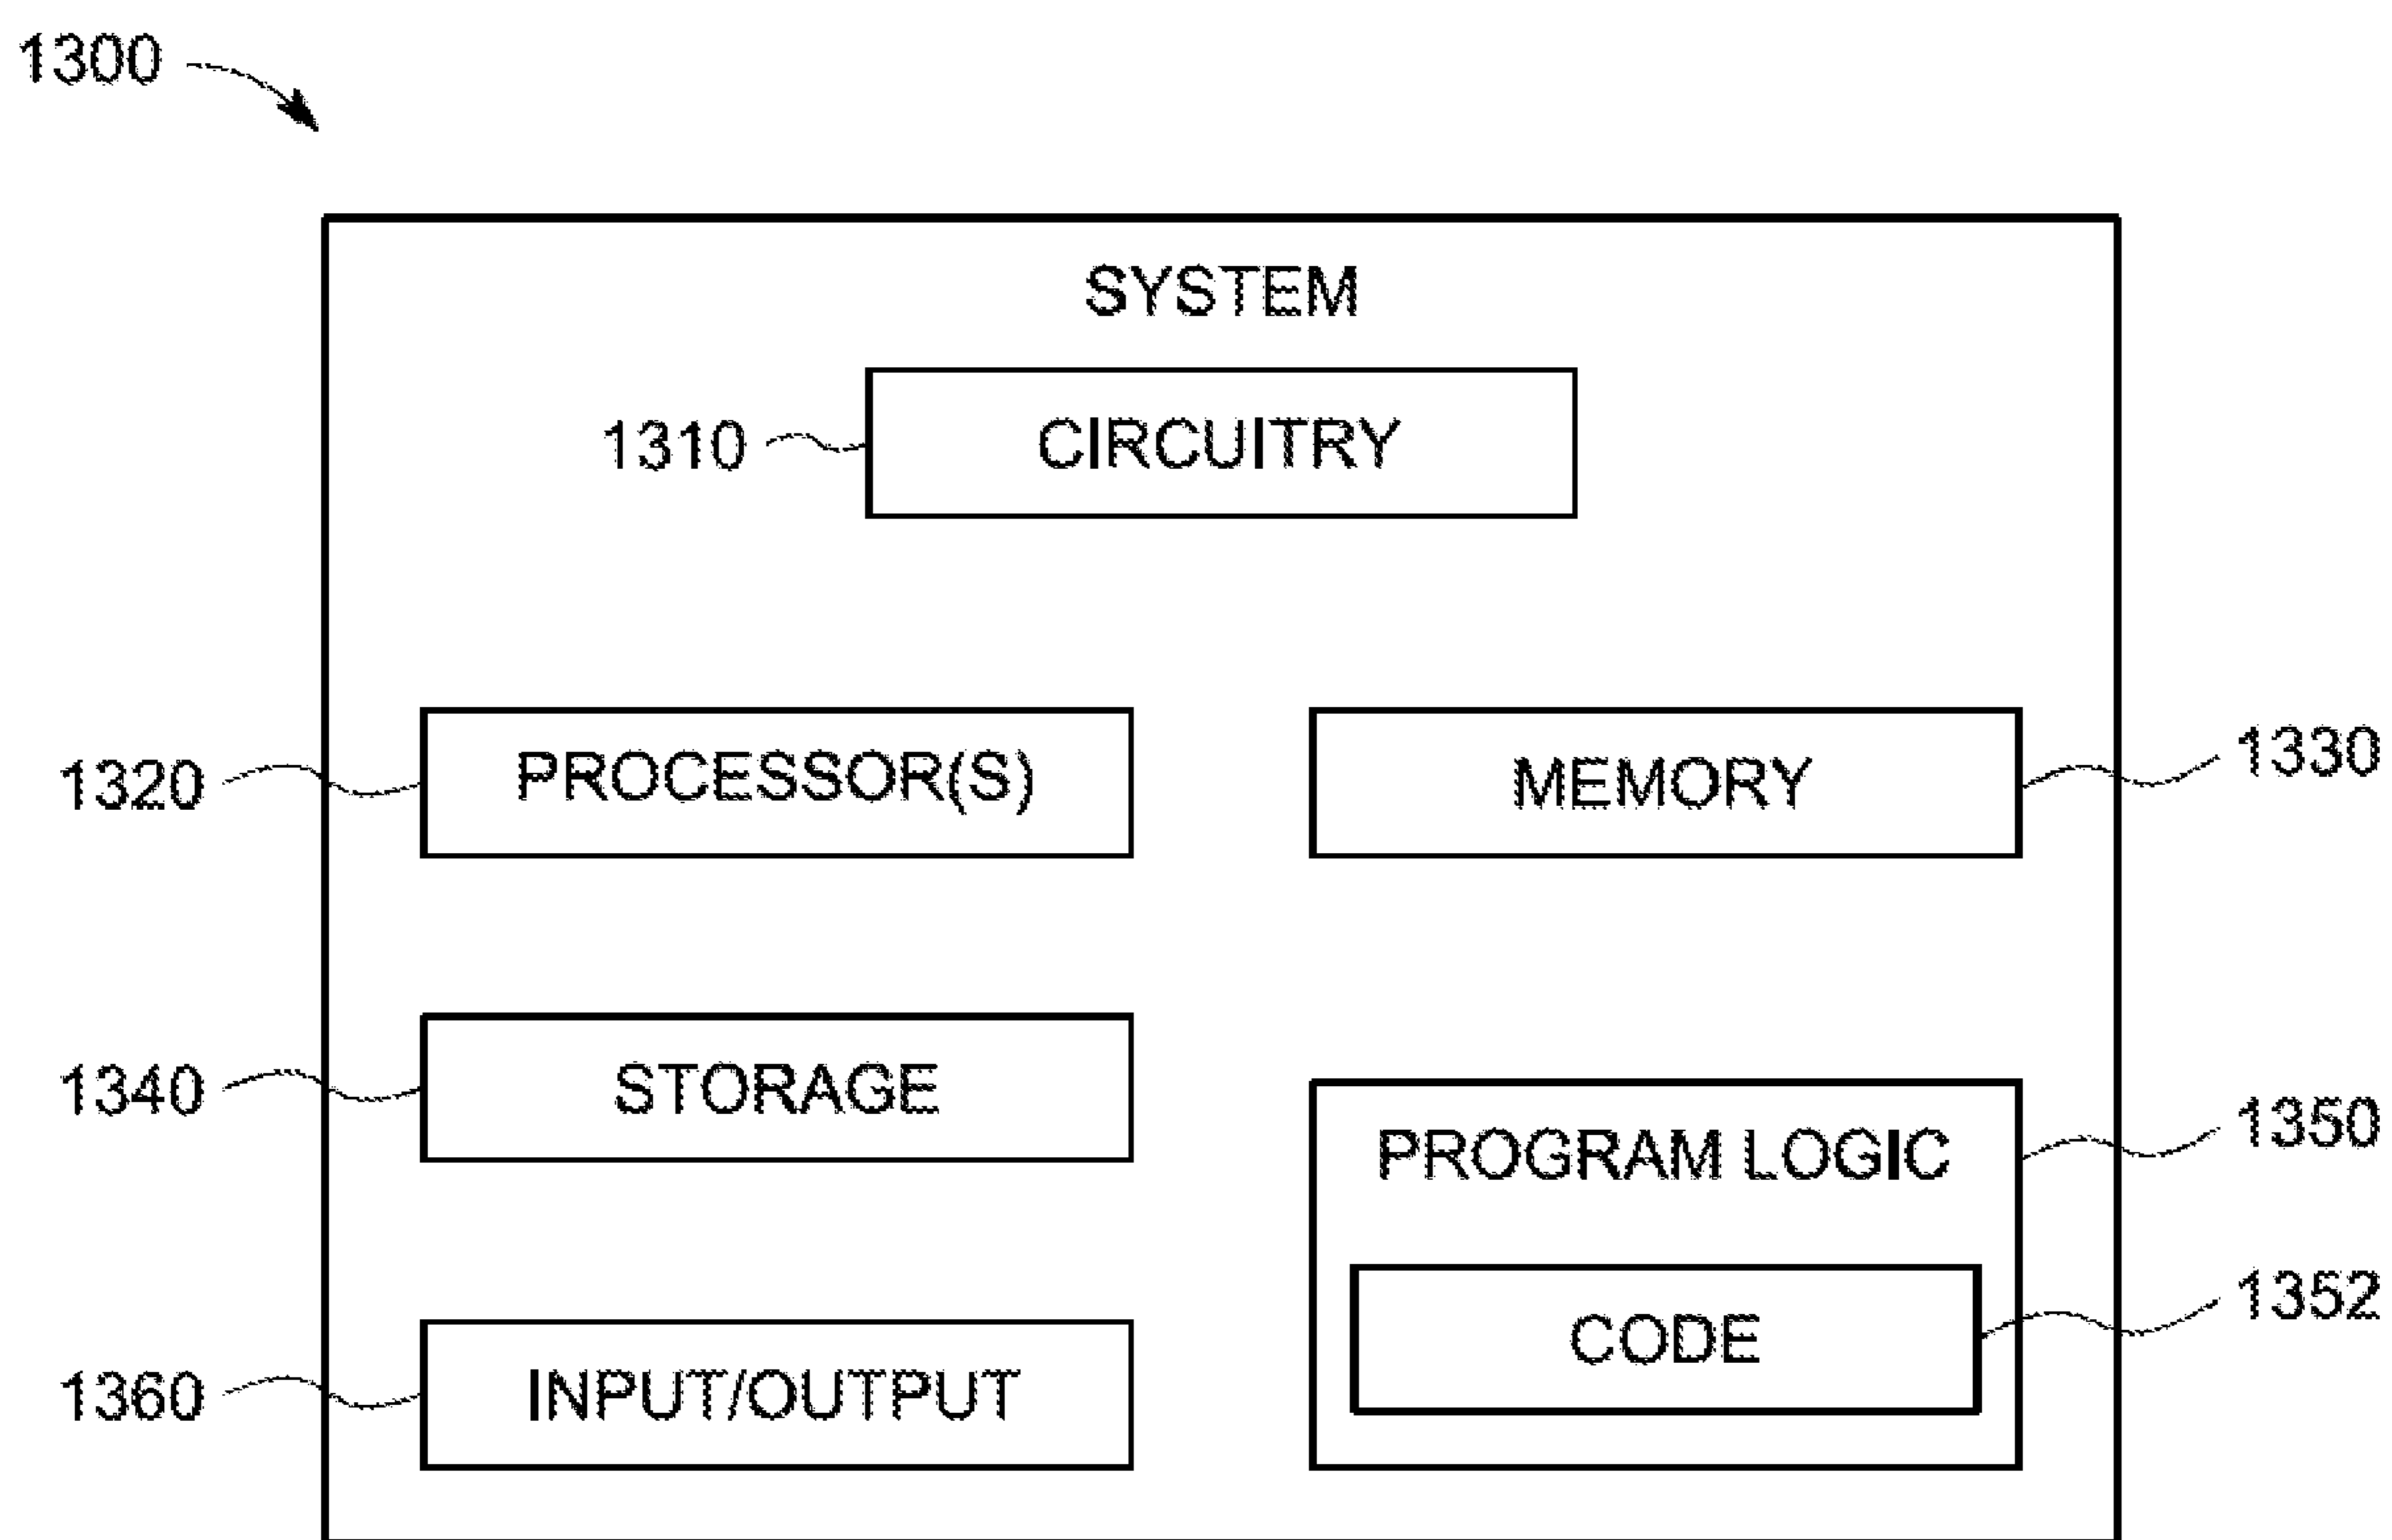 1300
SYSTEM
1310
CIRCUITRY
1320
PROCESSOR(S)
MEMORY
1330
1340
STORAGE
PROGRAM LOGIC
1350
CODE
1352
1360
INPUT/OUTPUT